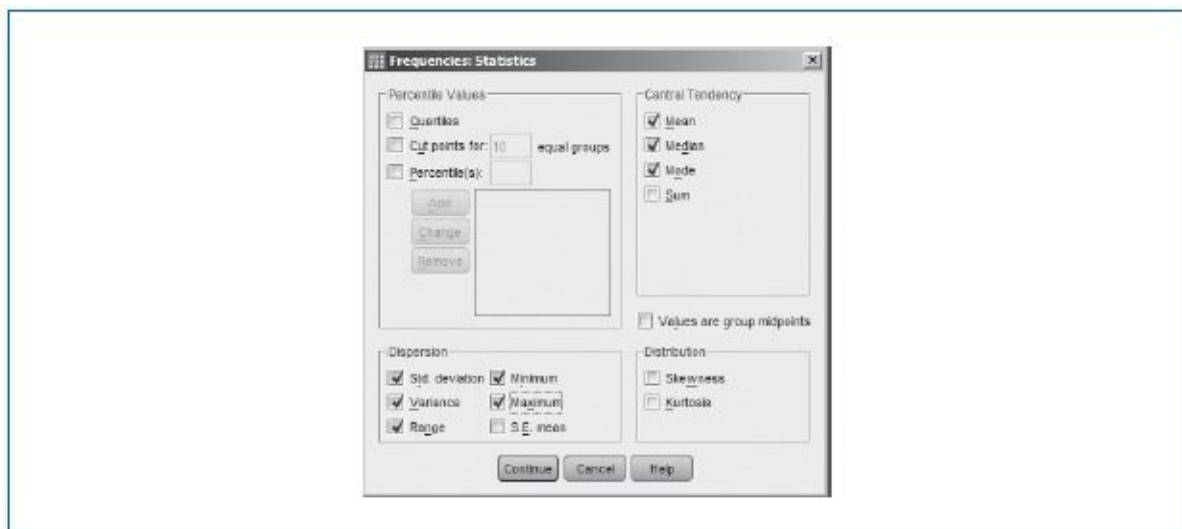 Frequencies: Statistics
Percentile Values
Quartiles
Cut points for: 10 equal groups
Percentile(s):
Add
Change
Remove
Central Tendency
Mean
Median
Mode
Sum
Values are group midpoints
Dispersion
Std. deviation
Minimum
Variance
Maximum
Range
S.E. mean
Distribution
Skewness
Kurtosis
Continue
Cancel
Help